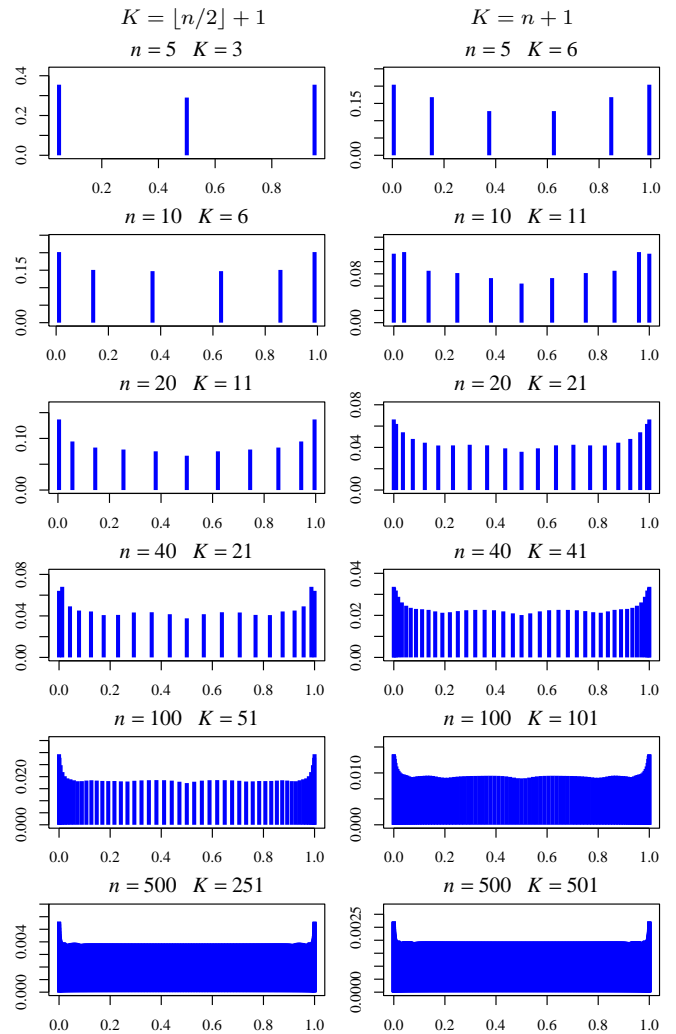 K = ⌊n/2⌋ + 1
K = n + 1
n = 5 K = 3
n = 5 K = 6
0.0 0.2 0.4
0.2 0.4 0.6 0.8
0.00 0.15
0.0 0.2 0.4 0.6 0.8 1.0
n = 10 K = 6
n = 10 K = 11
0.00 0.15
0.0 0.2 0.4 0.6 0.8 1.0
0.00 0.08
0.0 0.2 0.4 0.6 0.8 1.0
n = 20 K = 11
n = 20 K = 21
0.00 0.10
0.0 0.2 0.4 0.6 0.8 1.0
0.00 0.04 0.08
0.0 0.2 0.4 0.6 0.8 1.0
n = 40 K = 21
n = 40 K = 41
0.00 0.04 0.08
0.0 0.2 0.4 0.6 0.8 1.0
0.00 0.02 0.04
0.0 0.2 0.4 0.6 0.8 1.0
n = 100 K = 51
n = 100 K = 101
0.000 0.020
0.0 0.2 0.4 0.6 0.8 1.0
0.000 0.010
0.0 0.2 0.4 0.6 0.8 1.0
n = 500 K = 251
n = 500 K = 501
0.000 0.004
0.0 0.2 0.4 0.6 0.8 1.0
0.0000 0.0025
0.0 0.2 0.4 0.6 0.8 1.0